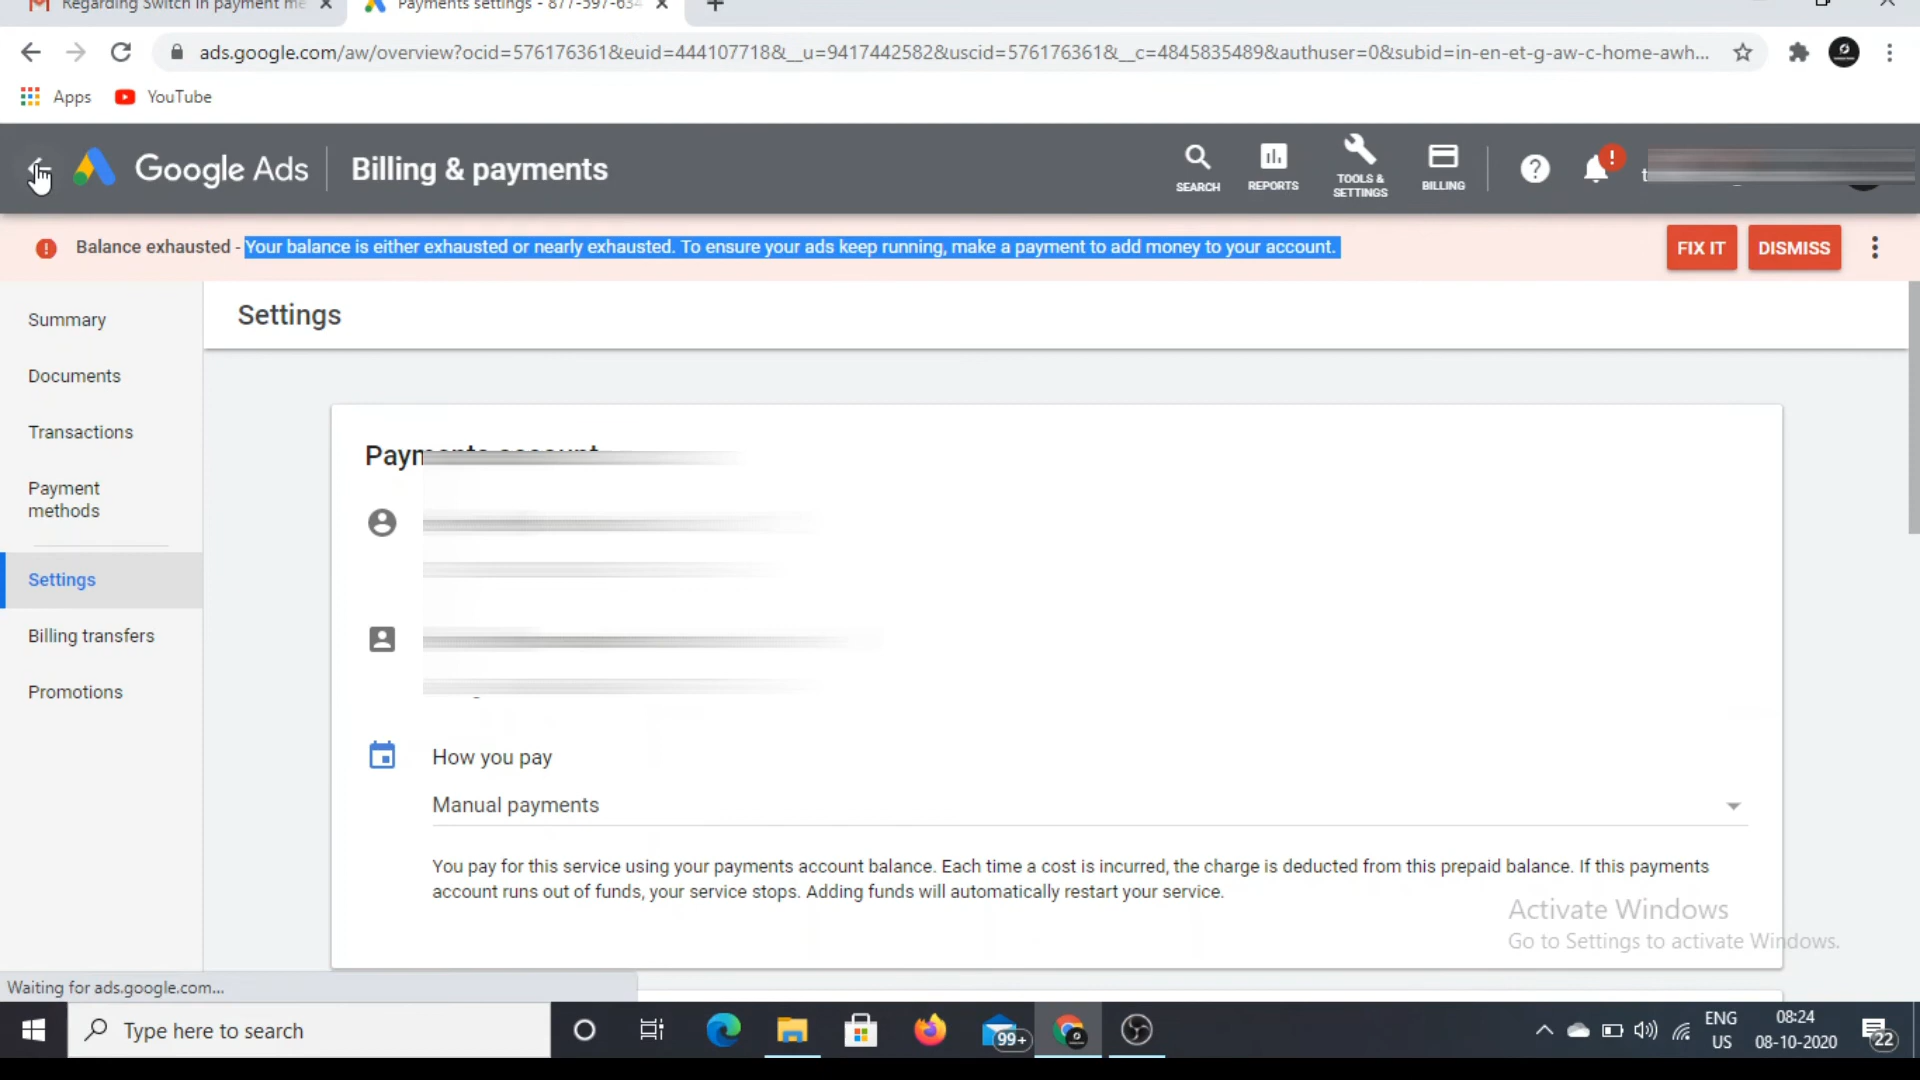 Regarding Switch in payment me
Payments settings - 877-597-634
ads.google.com/aw/overview?ocid=576176361&euid=444107718&__u=9417442582&uscid=576176361&__c=4845835489&authuser=0&subid=in-en-et-g-aw-c-home-awh...
Apps YouTube
Google Ads Billing & payments
SEARCH REPORTS TOOLS & SETTINGS BILLING
Balance exhausted - Your balance is either exhausted or nearly exhausted. To ensure your ads keep running, make a payment to add money to your account. FIX IT DISMISS
Summary
Documents
Transactions
Payment
methods
Settings
Billing transfers
Promotions
Settings
Payments account
How you pay
Manual payments
You pay for this service using your payments account balance. Each time a cost is incurred, the charge is deducted from this prepaid balance. If this payments
account runs out of funds, your service stops. Adding funds will automatically restart your service.
Activate Windows
Go to Settings to activate Windows.
Waiting for ads.google.com...
Type here to search
99+
ENG
US
08:24
08-10-2020
22